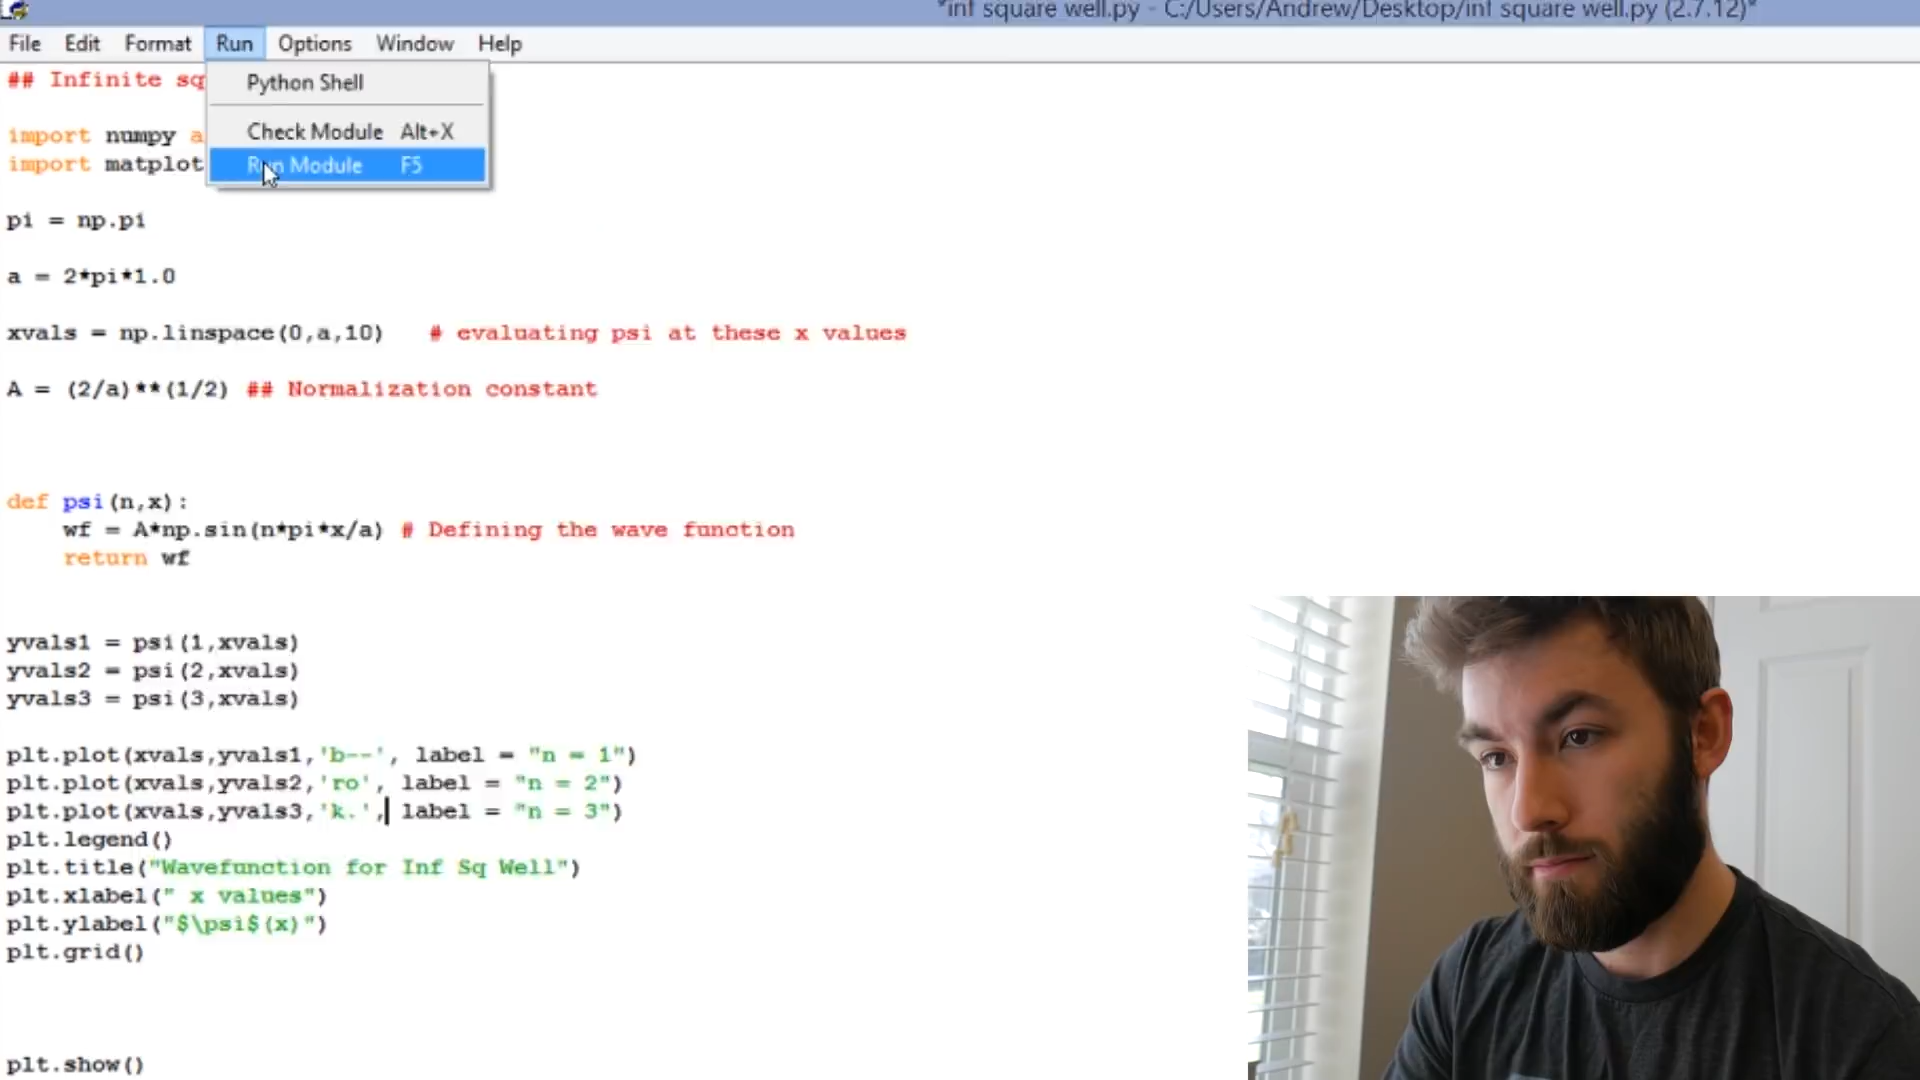 *inf square well.py - C:/Users/Andrew/Desktop/inf square well.py (2.7.12)*
File Edit Format Run Options Window Help
Python Shell
Check Module Alt+X
Run Module F5
## Infinite sq
import numpy a
import matplot
pi = np.pi
a = 2*pi*1.0
xvals = np.linspace(0,a,10) # evaluating psi at these x values
A = (2/a)**(1/2) ## Normalization constant
def psi(n,x):
wf = A*np.sin(n*pi*x/a) # Defining the wave function
return wf
yvals1 = psi(1,xvals)
yvals2 = psi(2,xvals)
yvals3 = psi(3,xvals)
plt.plot(xvals,yvals1,'b--', label = "n = 1")
plt.plot(xvals,yvals2,'ro', label = "n = 2")
plt.plot(xvals,yvals3,'k.', label = "n = 3")
plt.legend()
plt.title("Wavefunction for Inf Sq Well")
plt.xlabel(" x values")
plt.ylabel("$\psi$(x)")
plt.grid()
plt.show()